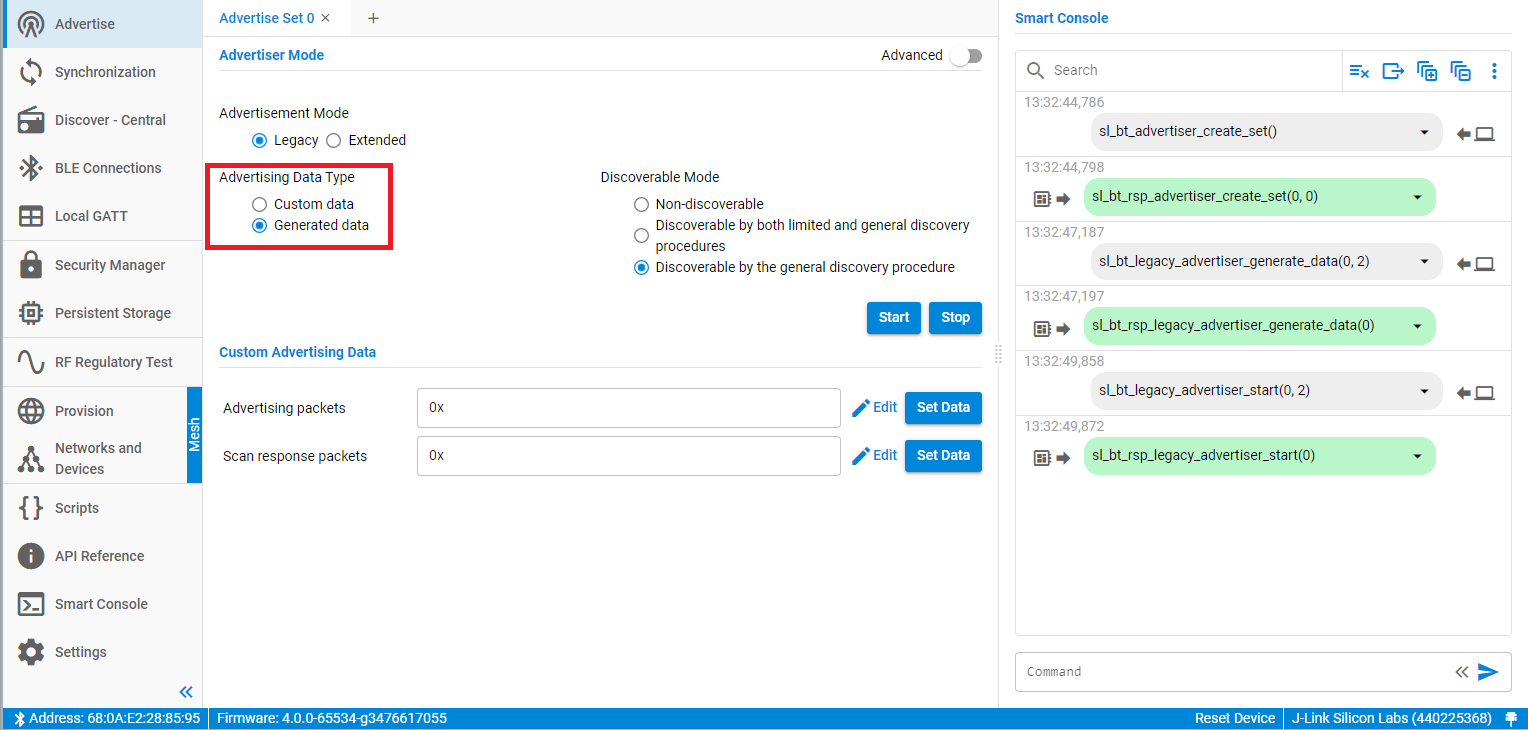 Advertise
Synchronization
Discover - Central
BLE Connections
Local GATT
Security Manager
Persistent Storage
RF Regulatory Test
Provision
Networks and
Devices
Mesh
Scripts
API Reference
Smart Console
Settings
Advertise Set 0
Advertiser Mode
Advanced
Advertisement Mode
Legacy
Extended
Advertising Data Type
Custom data
Generated data
Discoverable Mode
Non-discoverable
Discoverable by both limited and general discovery
procedures
Discoverable by the general discovery procedure
Start
Stop
Custom Advertising Data
Advertising packets
0x
Edit
Set Data
Scan response packets
0x
Edit
Set Data
Smart Console
Search
13:32:44,786
sl_bt_advertiser_create_set()
13:32:44,798
sl_bt_rsp_advertiser_create_set(0, 0)
13:32:47,187
sl_bt_legacy_advertiser_generate_data(0, 2)
13:32:47,197
sl_bt_rsp_legacy_advertiser_generate_data(0)
13:32:49,858
sl_bt_legacy_advertiser_start(0, 2)
13:32:49,872
sl_bt_rsp_legacy_advertiser_start(0)
Command
Address: 68:0A:E2:28:85:95
Firmware: 4.0.0-65534-g3476617055
Reset Device
J-Link Silicon Labs (440225368)